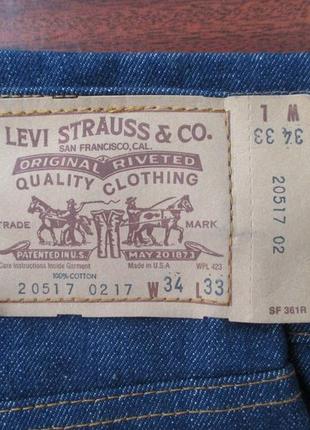 LEVI STRAUSS & CO.
SAN FRANCISCO, CAL.
ORIGINAL RIVETED
QUALITY CLOTHING
TRADE MARK
PATENTED IN U.S. MAY 20 1873
Care Instructions Inside Garment Made in U.S.A. WPL 423
100% COTTON
20517 0217 W 34 L 33
W L
34 33
20517 02
SF 361R